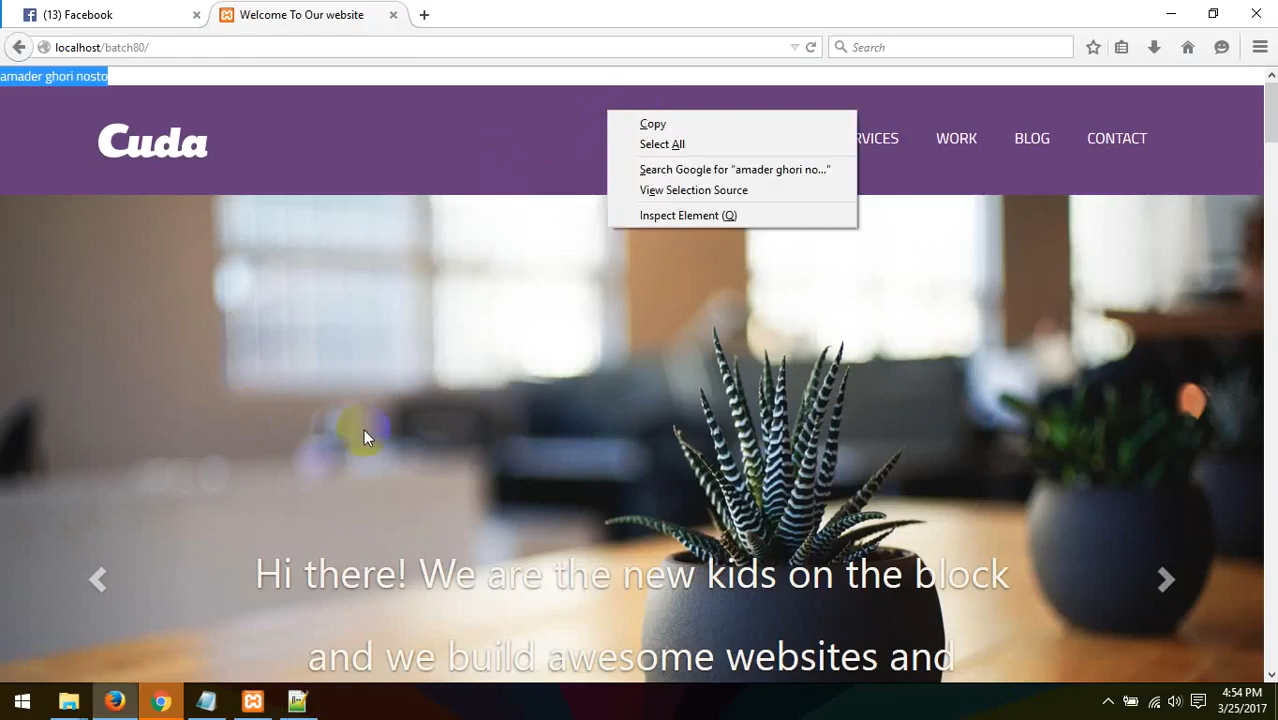 (13) Facebook
Welcome To Our website
localhost/batch80/
Search
amader ghori nosto
Cuda
RVICES WORK BLOG CONTACT
Copy
Select All
Search Google for "amader ghori no..."
View Selection Source
Inspect Element (Q)
Hi there! We are the new kids on the block
and we build awesome websites and
4:54 PM
3/25/2017